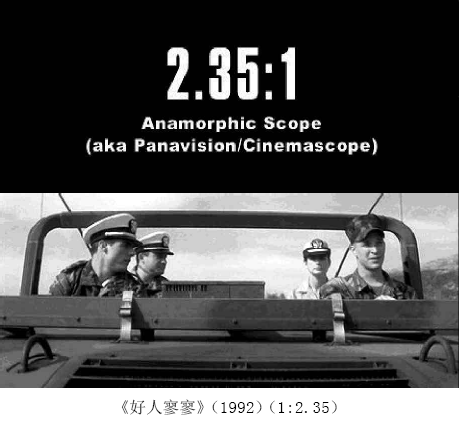 2.35:1
Anamorphic Scope
(aka Panavision/Cinemascope)
《好人寥寥》(1992)(1:2.35)